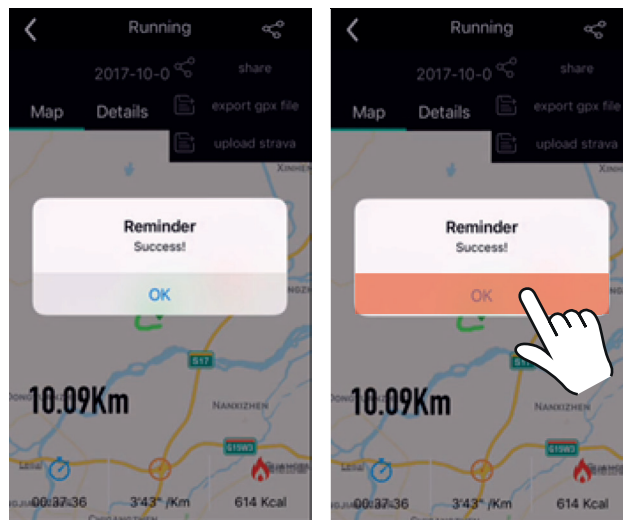 Running
2017-10-0
share
Map Details
export gpx file
upload strava
Reminder
Success!
OK
S17
10.09Km
NANXIZHEN
G15W3
00:37:36
3'43" /Km
614 Kcal
Running
2017-10-0
share
Map Details
export gpx file
upload strava
Reminder
Success!
OK
10.09Km
NANXIZHEN
G15W3
00:37:36
3'43" /Km
614 Kcal